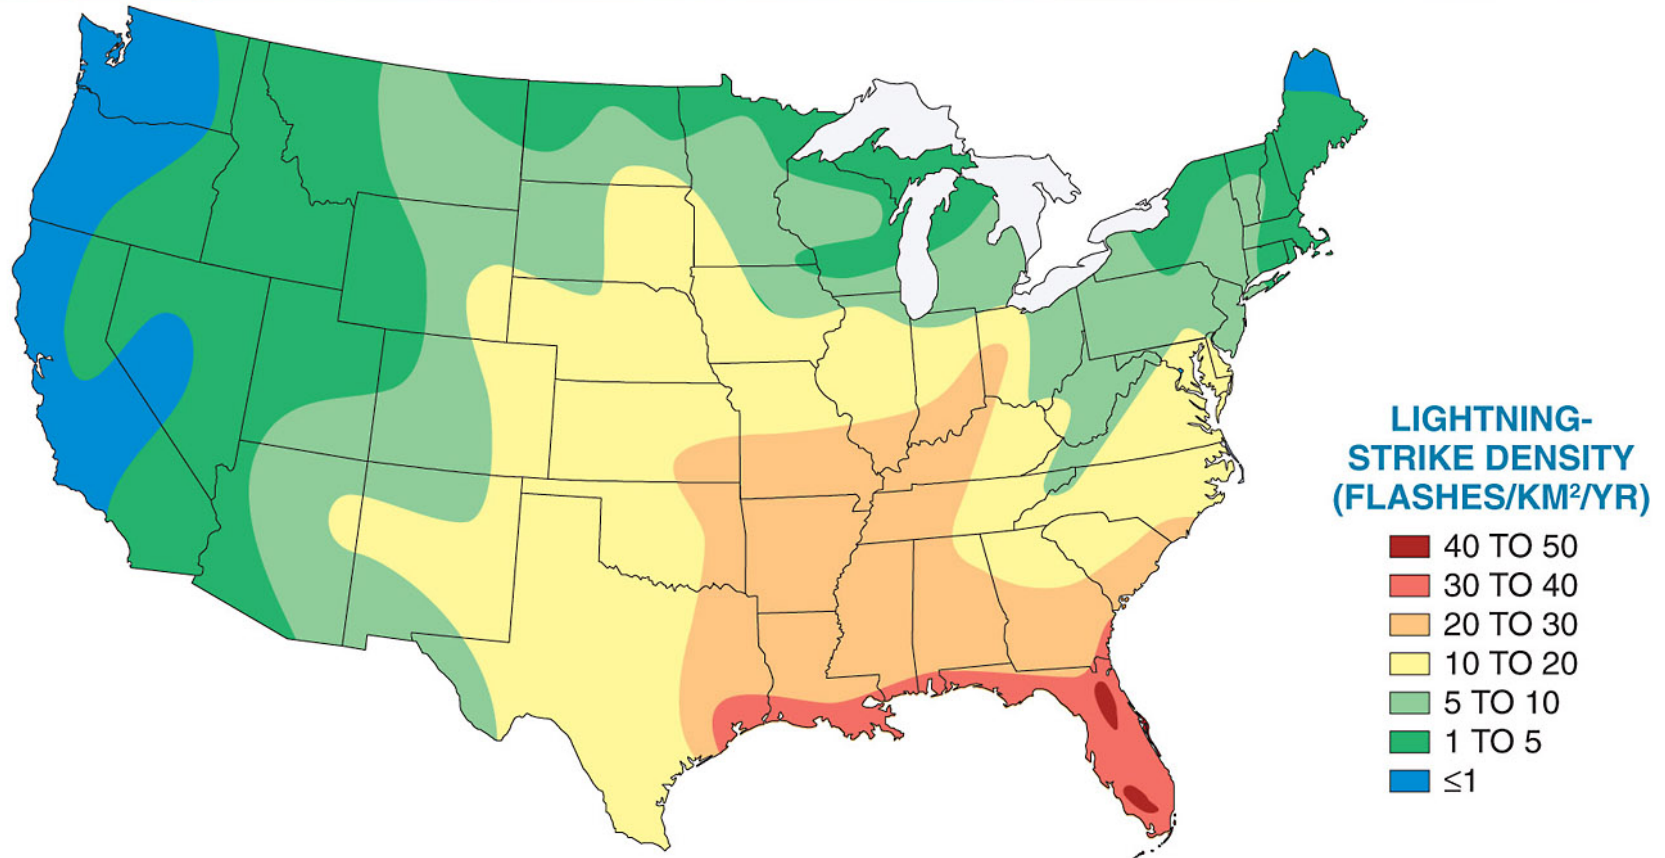 LIGHTNING-
STRIKE DENSITY
(FLASHES/KM²/YR)
40 TO 50
30 TO 40
20 TO 30
10 TO 20
5 TO 10
1 TO 5
≤1